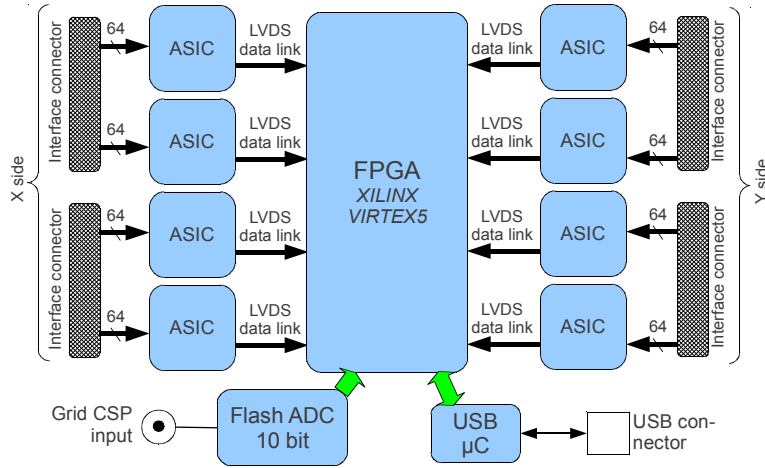 X side
Interface connector
64
64
Interface connector
64
64
ASIC
ASIC
ASIC
ASIC
LVDS
data link
LVDS
data link
LVDS
data link
LVDS
data link
FPGA
XILINX
VIRTEX5
LVDS
data link
LVDS
data link
LVDS
data link
LVDS
data link
ASIC
ASIC
ASIC
ASIC
64
64
Interface connector
64
64
Interface connector
Y side
Grid CSP
input
Flash ADC
10 bit
USB
µC
USB con-
nector